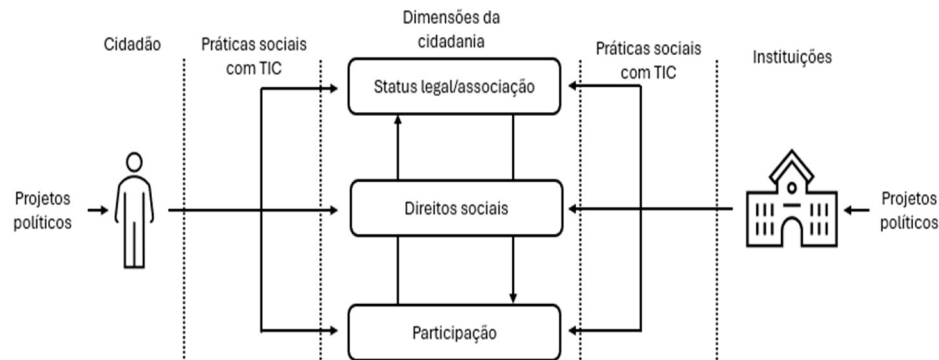 Cidadão
Práticas sociais
com TIC
Dimensões da
cidadania
Práticas sociais
com TIC
Instituições
Status legal/associação
Projetos
políticos
Direitos sociais
Projetos
políticos
Participação